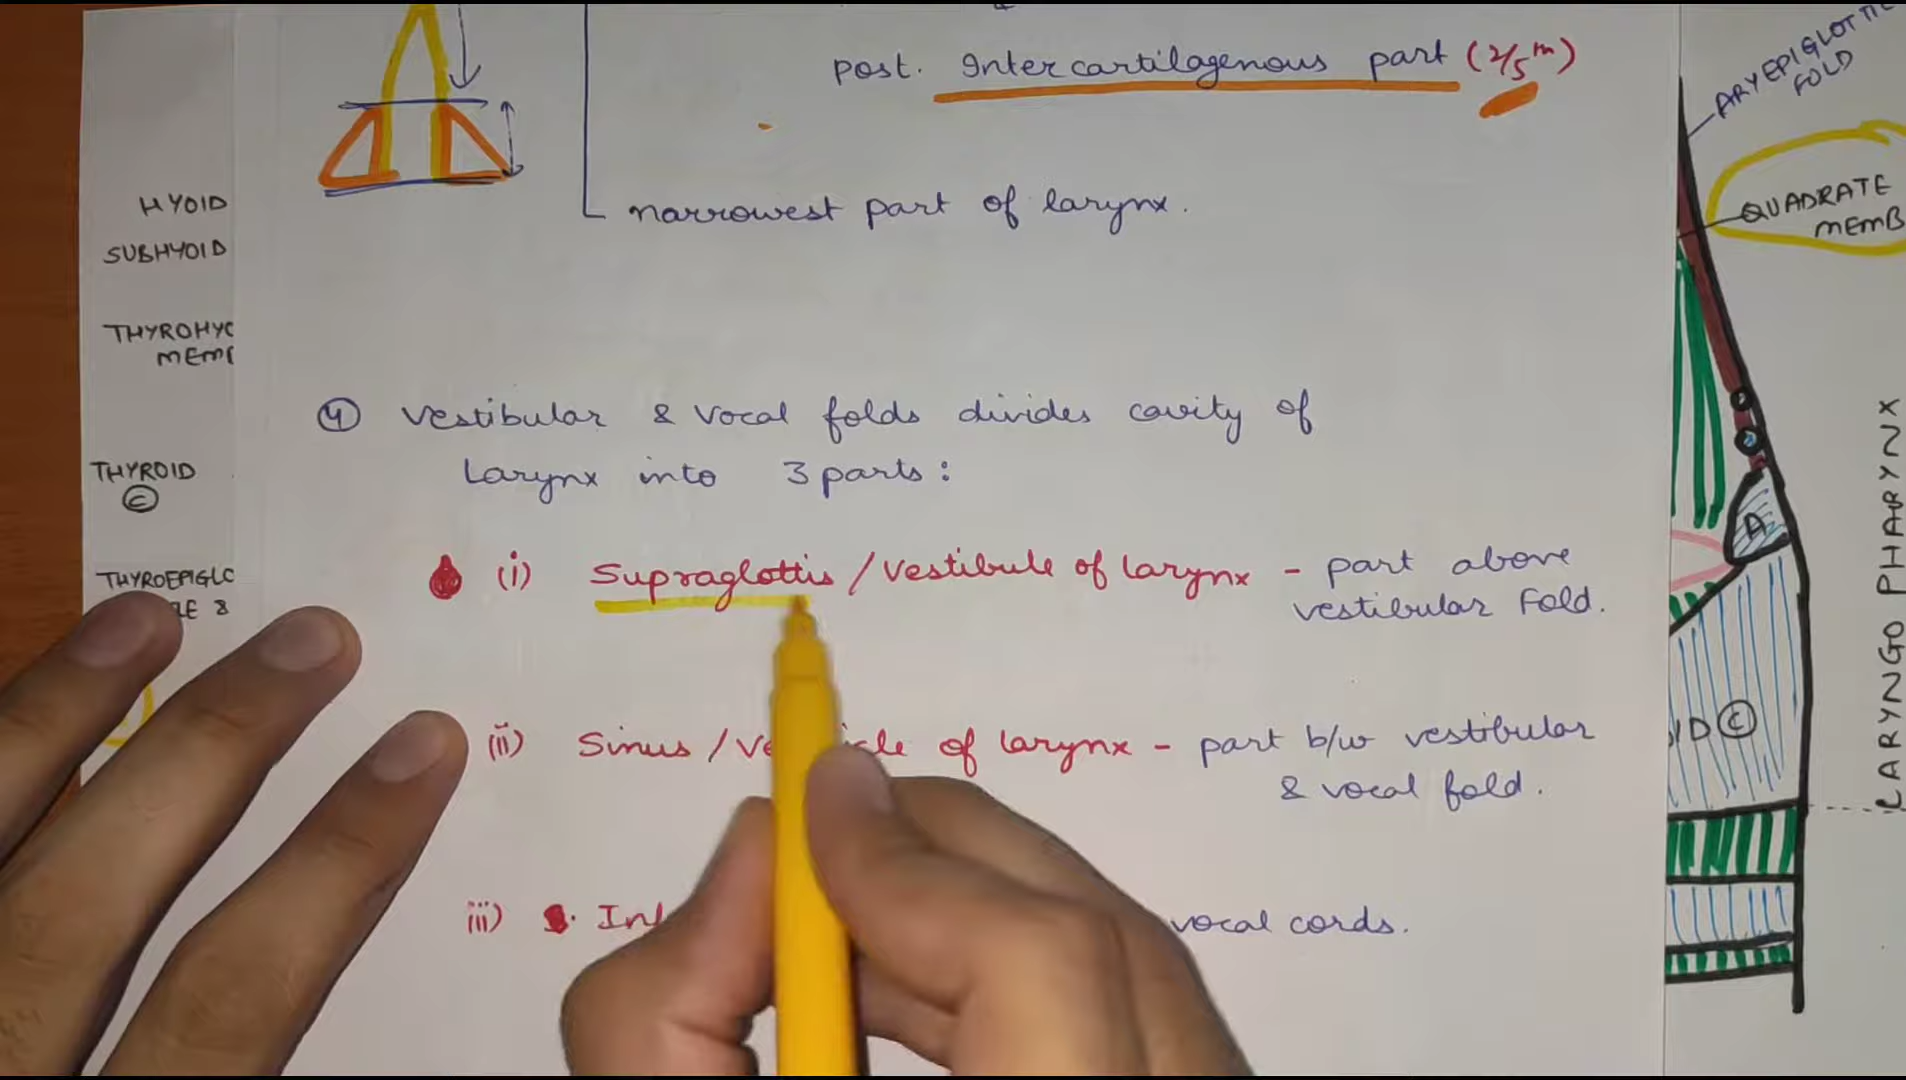 post. Intercartilagenous part (2/5th)
narrowest part of larynx.
④ Vestibular & Vocal folds divides cavity of
Larynx into 3 parts:
(i) Supraglottis / Vestibule of larynx - part above
vestibular Fold.
(ii) Sinus / of larynx - part b/w vestibular
& vocal fold.
iii) vocal cords.
HYOID
SUBHYOID
THYROHYO
MEM
THYROID
©
THYROEPIGLO
&
ARYEPIGLOTTIC
FOLD
QUADRATE
MEMB
A
ID ©
LARYNGO PHARYNX